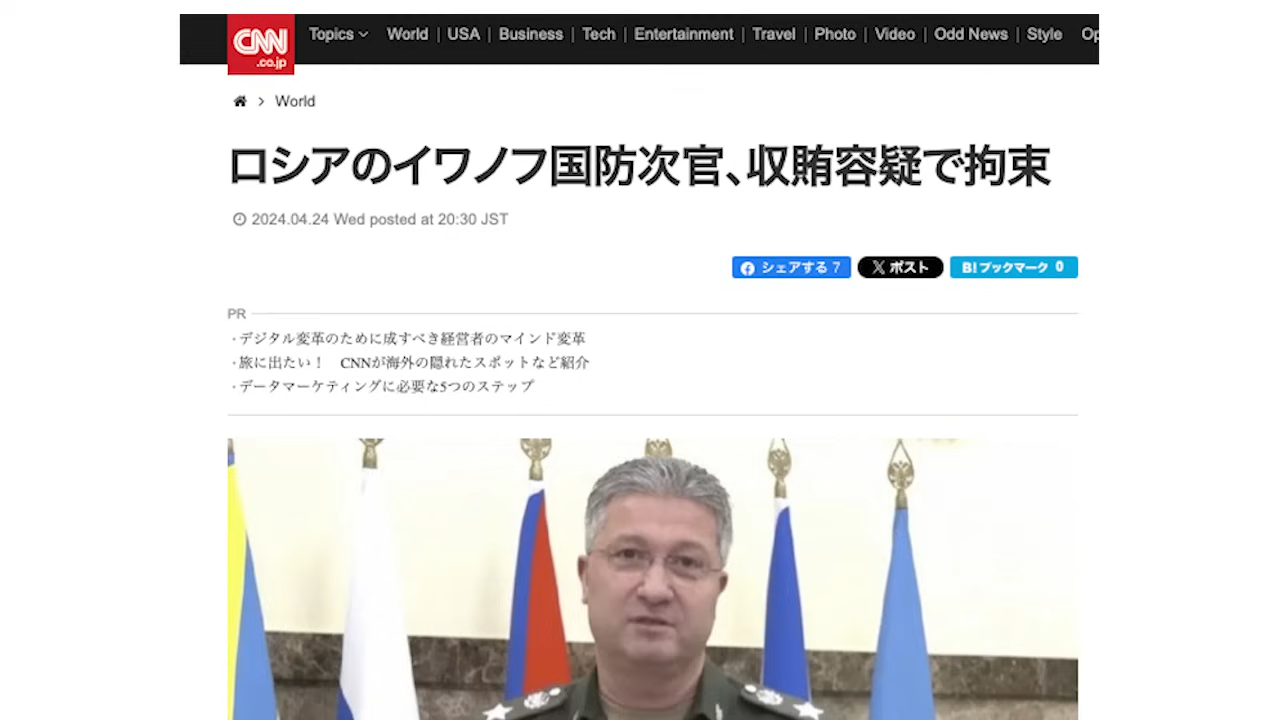 CNN
.co.jp
Topics World | USA | Business | Tech | Entertainment | Travel | Photo | Video | Odd News | Style Op
World
ロシアのイワノフ国防次官、収賄容疑で拘束
2024.04.24 Wed posted at 20:30 JST
シェアする 7 X ポスト B!ブックマーク 0
PR
・デジタル変革のために成すべき経営者のマインド変革
・旅に出たい！　CNNが海外の隠れたスポットなど紹介
・データマーケティングに必要な5つのステップ